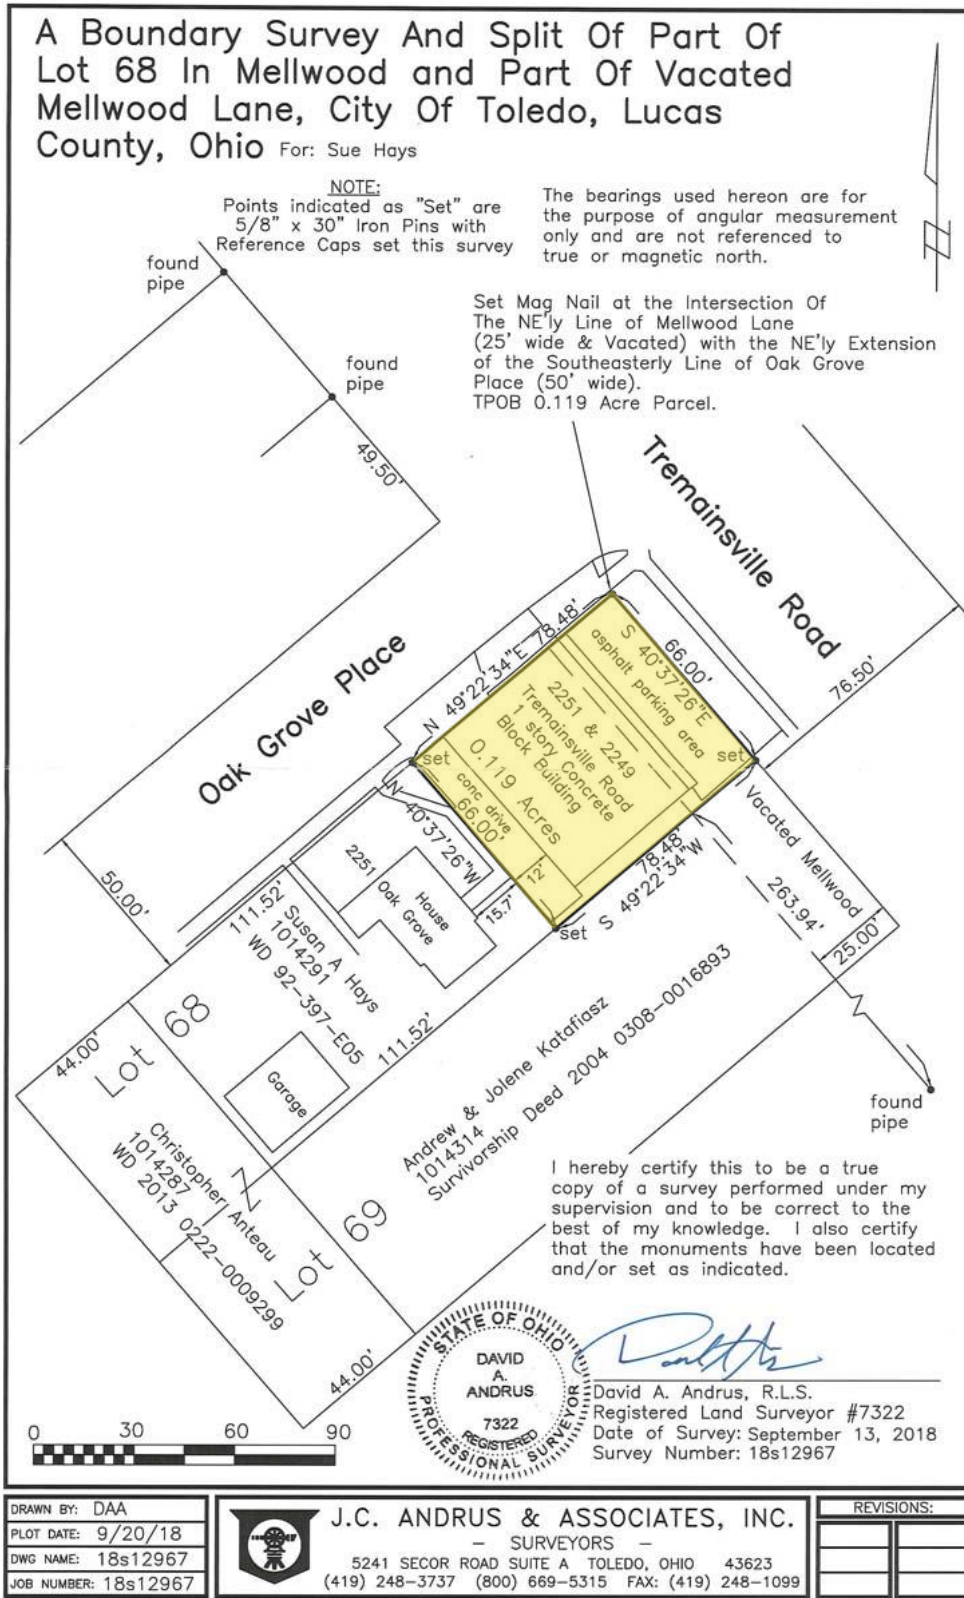 A Boundary Survey And Split Of Part Of
Lot 68 In Mellwood and Part Of Vacated
Mellwood Lane, City Of Toledo, Lucas
County, Ohio For: Sue Hays
NOTE:
Points indicated as "Set" are
5/8" x 30" Iron Pins with
Reference Caps set this survey
The bearings used hereon are for
the purpose of angular measurement
only and are not referenced to
true or magnetic north.
found
pipe
Set Mag Nail at the Intersection Of
The NE'ly Line of Mellwood Lane
(25' wide & Vacated) with the NE'ly Extension
of the Southeasterly Line of Oak Grove
Place (50' wide).
TPOB 0.119 Acre Parcel.
found
pipe
49.50'
Tremainsville Road
Oak Grove Place
N 49°22'34"E 78.48'
S 40°37'26"E
66.00'
76.50'
asphalt parking area
2251 & 2249
Tremainsville Road
1 story Concrete
Block Building
0.119 Acres
set
set
conc. drive
66.00'
N 40°37'26"W
78.48'
S 49°22'34"W
set
12'
15.7'
Vacated Mellwood
263.94'
25.00'
2251
Oak Grove
House
50.00'
111.52'
Susan A Hays
1014291
WD 92-397-E05
111.52'
Garage
44.00'
Lot 68
Andrew & Jolene Katafiasz
1014314
Survivorship Deed 2004 0308-0016893
found
pipe
Christopher Anteau
1014287
WD 2013 0222-0009299
Lot 69
44.00'
I hereby certify this to be a true
copy of a survey performed under my
supervision and to be correct to the
best of my knowledge. I also certify
that the monuments have been located
and/or set as indicated.
STATE OF OHIO
DAVID
A.
ANDRUS
7322
REGISTERED
PROFESSIONAL SURVEYOR
David A. Andrus, R.L.S.
Registered Land Surveyor #7322
Date of Survey: September 13, 2018
Survey Number: 18s12967
0 30 60 90
DRAWN BY: DAA
PLOT DATE: 9/20/18
DWG NAME: 18s12967
JOB NUMBER: 18s12967
J.C. ANDRUS & ASSOCIATES, INC.
- SURVEYORS -
5241 SECOR ROAD SUITE A TOLEDO, OHIO 43623
(419) 248-3737 (800) 669-5315 FAX: (419) 248-1099
REVISIONS: